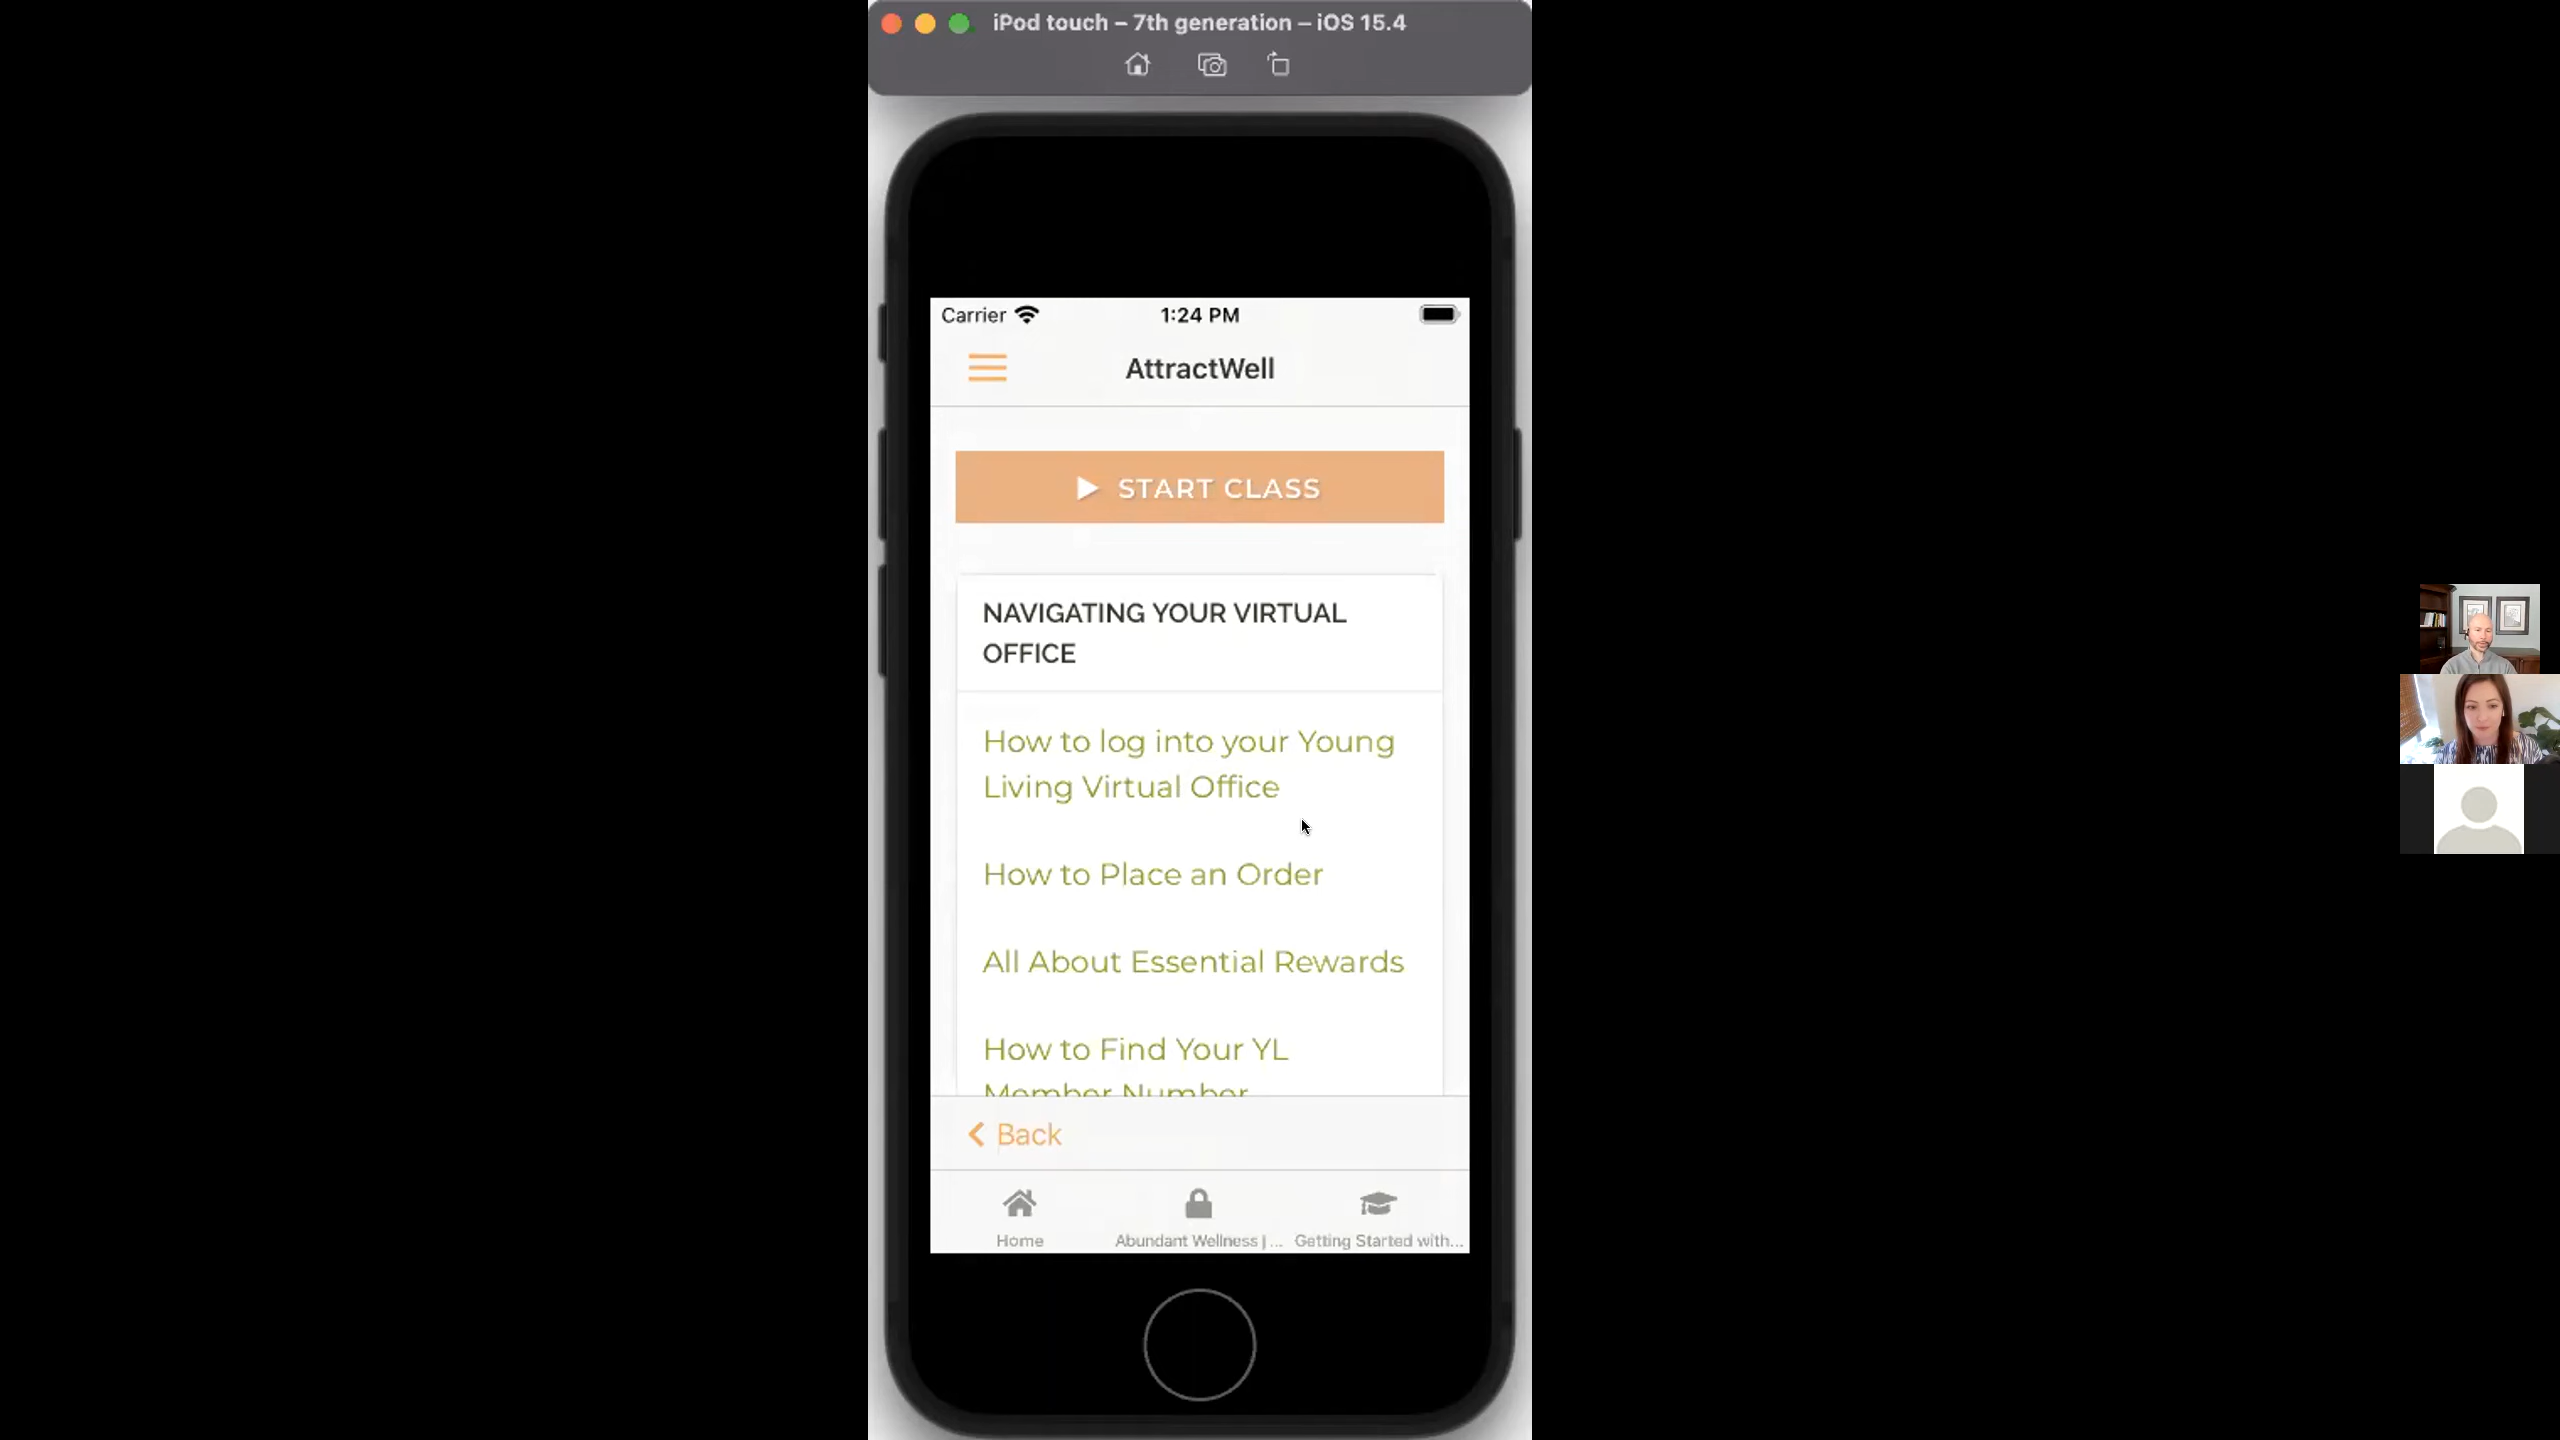 iPod touch – 7th generation – iOS 15.4
Carrier 1:24 PM
AttractWell
START CLASS
NAVIGATING YOUR VIRTUAL
OFFICE
How to log into your Young
Living Virtual Office
How to Place an Order
All About Essential Rewards
How to Find Your YL
Member Number
Back
Home Abundant Wellness | ... Getting Started with...